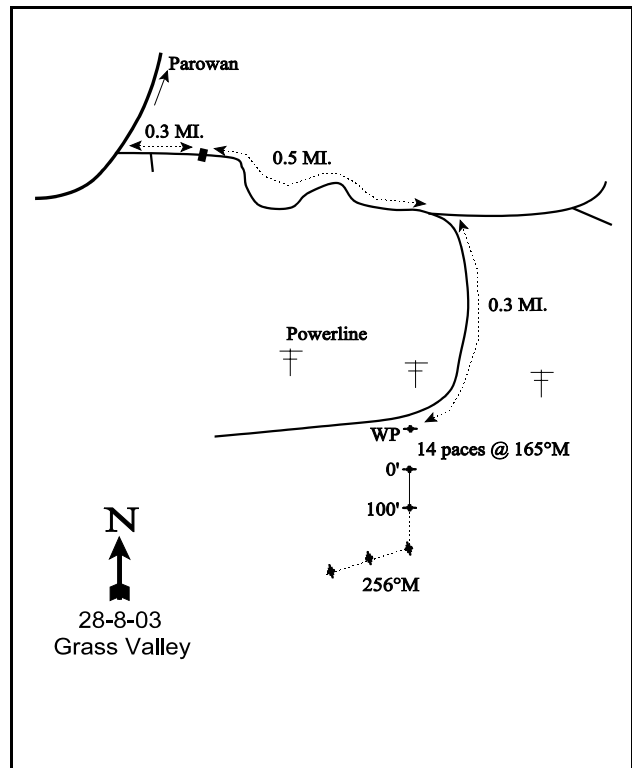 Parowan
0.3 MI.
0.5 MI.
0.3 MI.
Powerline
WP
14 paces @ 165°M
0'
100'
256°M
N
28-8-03
Grass Valley